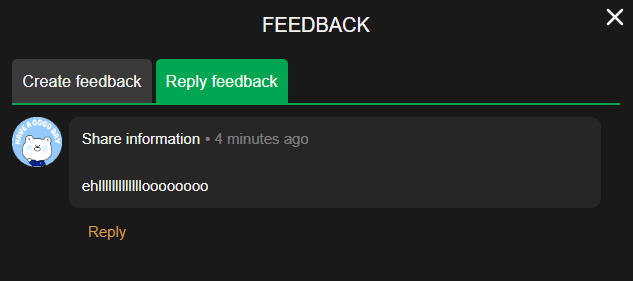 FEEDBACK
Create feedback
Reply feedback
HAVE A GOOD DAY
Share information • 4 minutes ago
ehllllllllllllloooooooo
Reply